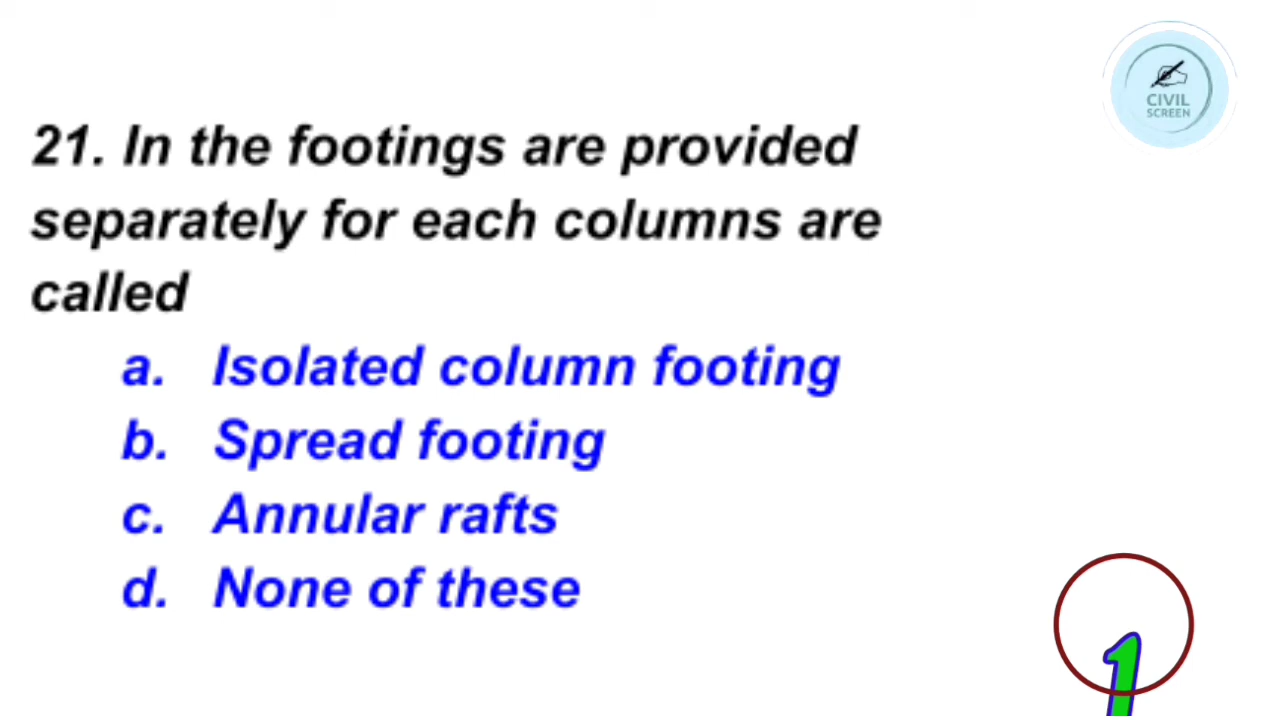 CIVIL
SCREEN
21. In the footings are provided
separately for each columns are
called
a. Isolated column footing
b. Spread footing
c. Annular rafts
d. None of these
1